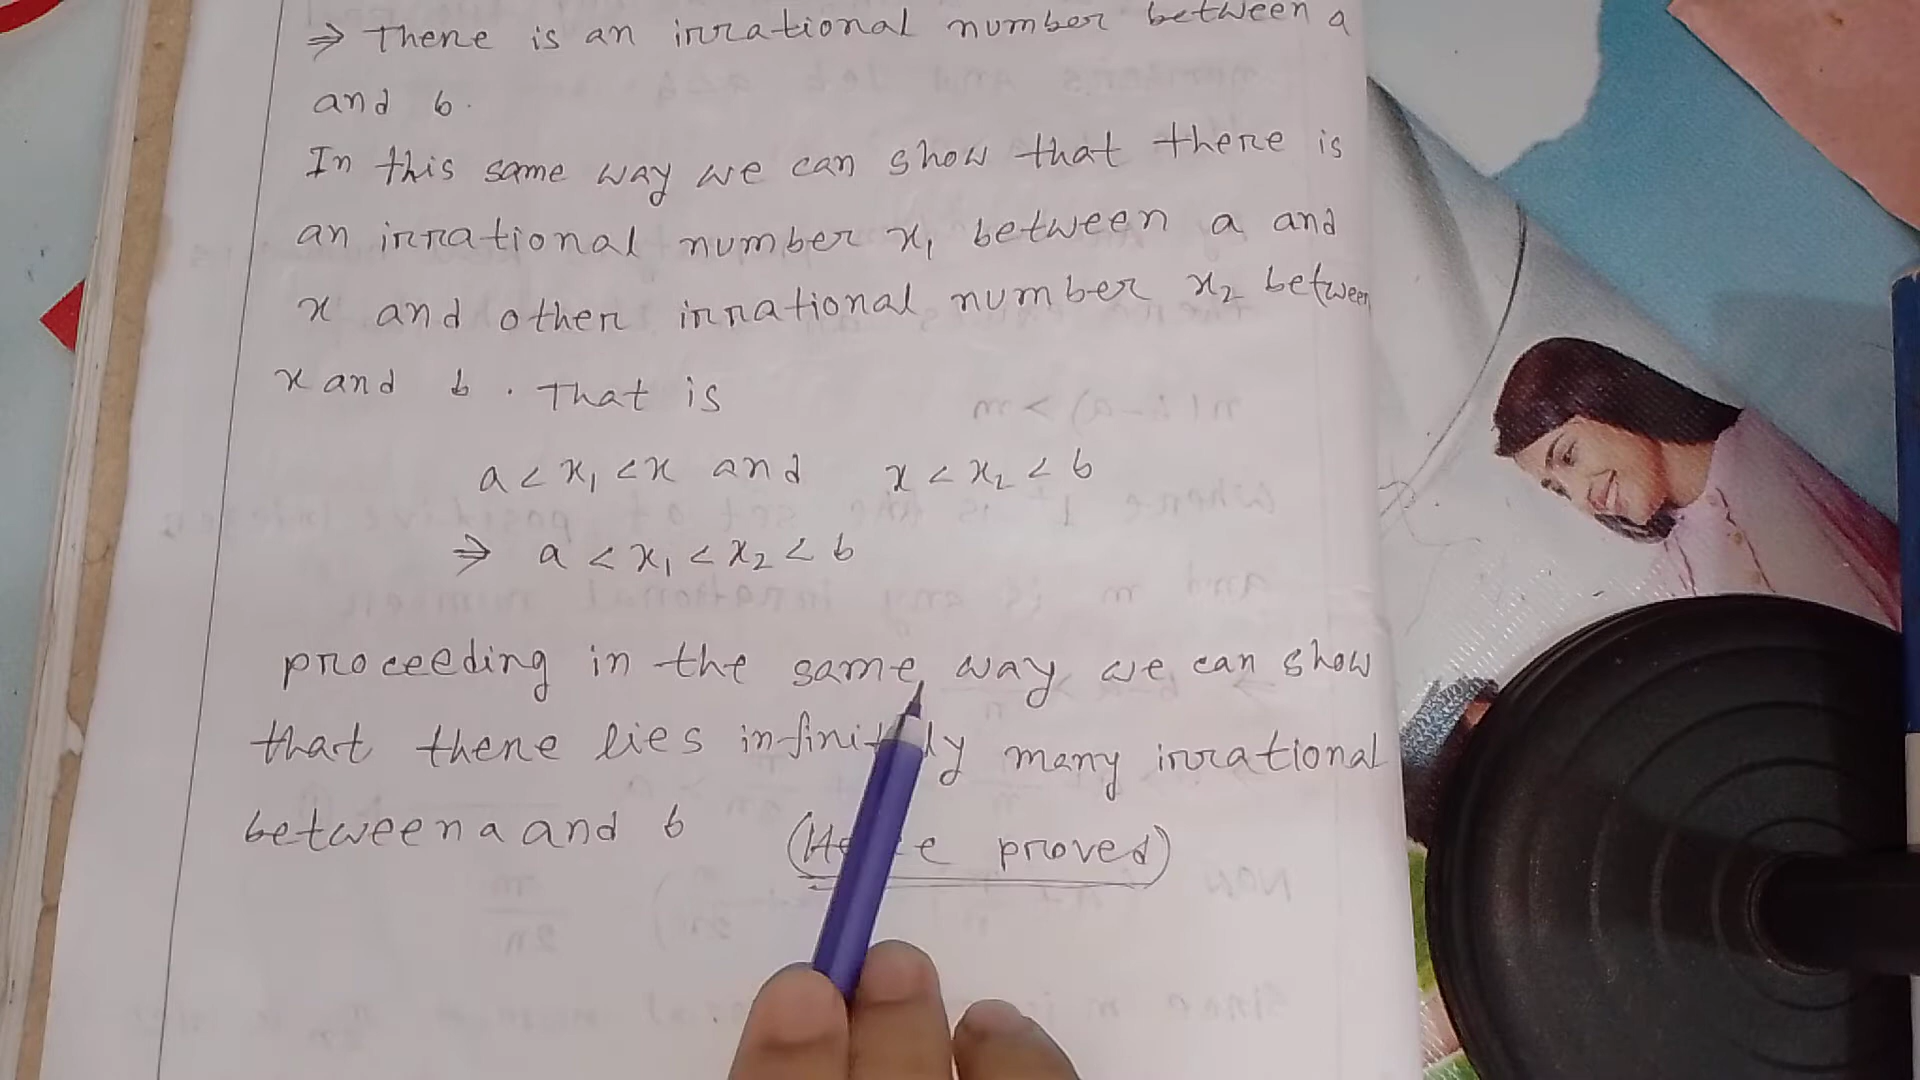 ⇒ There is an irrational number between a
and b.
In this same way we can show that there is
an irrational number x₁ between a and
x and other irrational number x₂ between
x and b. That is
a < x₁ < x and x < x₂ < b
⇒ a < x₁ < x₂ < b
proceeding in the same way we can show
that there lies many irrational
between a and b (proved)